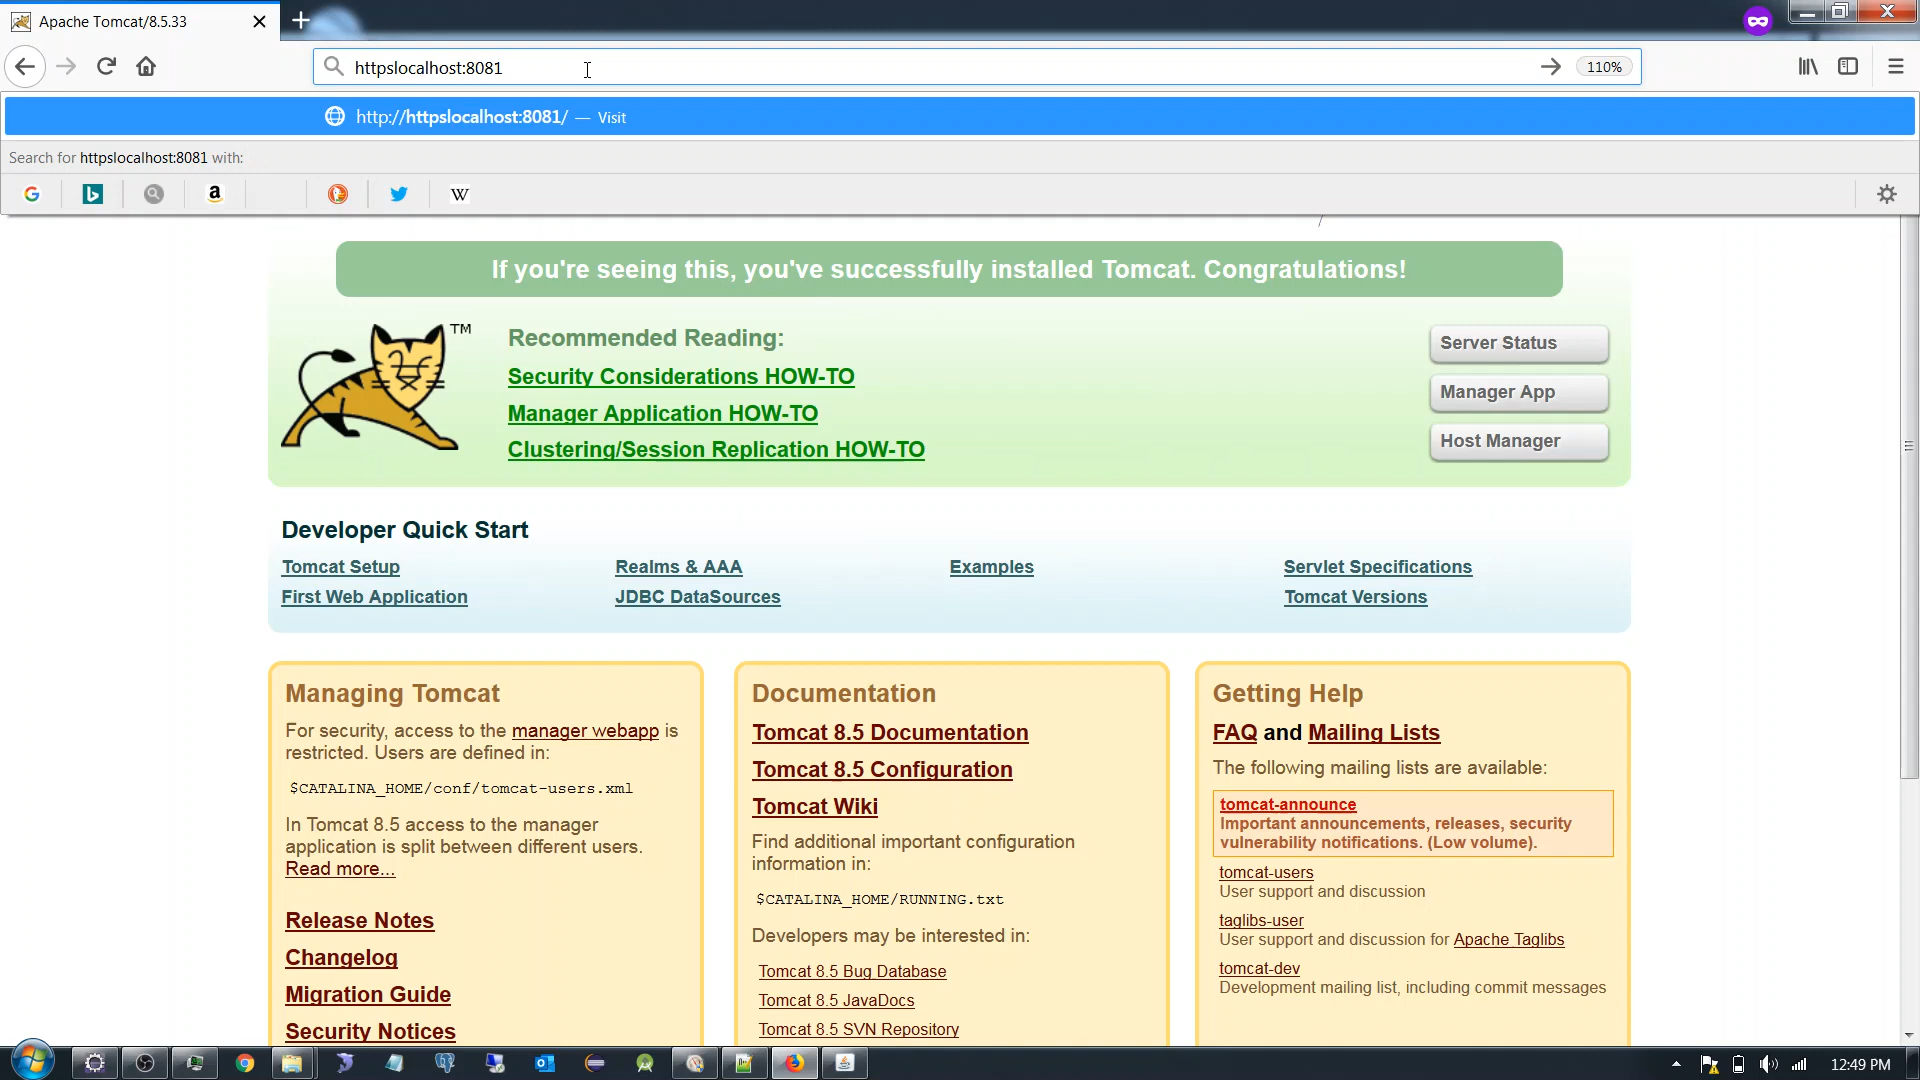 Apache Tomcat/8.5.33
httpslocalhost:8081
110%
http://httpslocalhost:8081/ — Visit
Search for httpslocalhost:8081 with:
If you're seeing this, you've successfully installed Tomcat. Congratulations!
TM
Recommended Reading:
Security Considerations HOW-TO
Manager Application HOW-TO
Clustering/Session Replication HOW-TO
Server Status
Manager App
Host Manager
Developer Quick Start
Tomcat Setup
First Web Application
Realms & AAA
JDBC DataSources
Examples
Servlet Specifications
Tomcat Versions
Managing Tomcat
For security, access to the manager webapp is
restricted. Users are defined in:
$CATALINA_HOME/conf/tomcat-users.xml
In Tomcat 8.5 access to the manager
application is split between different users.
Read more...
Release Notes
Changelog
Migration Guide
Security Notices
Documentation
Tomcat 8.5 Documentation
Tomcat 8.5 Configuration
Tomcat Wiki
Find additional important configuration
information in:
$CATALINA_HOME/RUNNING.txt
Developers may be interested in:
Tomcat 8.5 Bug Database
Tomcat 8.5 JavaDocs
Tomcat 8.5 SVN Repository
Getting Help
FAQ and Mailing Lists
The following mailing lists are available:
tomcat-announce
Important announcements, releases, security
vulnerability notifications. (Low volume).
tomcat-users
User support and discussion
taglibs-user
User support and discussion for Apache Taglibs
tomcat-dev
Development mailing list, including commit messages
12:49 PM